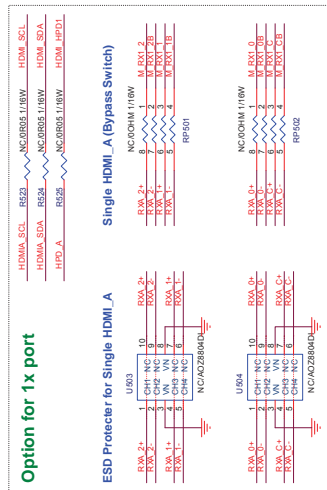 Option for 1x port
HDMIA_SCL R523 NC/0R05 1/16W HDMI_SCL
HDMIA_SDA R524 NC/0R05 1/16W HDMI_SDA
HPD_A R525 NC/0R05 1/16W HDMI_HPD1
ESD Protecter for Single HDMI_A
Single HDMI_A (Bypass Switch)
U503
RXA_2+ 1 CH1 NC 10 RXA_2+
RXA_2- 2 CH2 NC 9 RXA_2-
3 VN VN 8
RXA_1+ 4 CH3 NC 7 RXA_1+
RXA_1- 5 CH4 NC 6 RXA_1-
NC/AOZ8804DI
NC/0OHM 1/16W
RXA_2+ 8 1 M_RX1_2
RXA_2- 7 2 M_RX1_2B
RXA_1+ 6 3 M_RX1_1
RXA_1- 5 4 M_RX1_1B
RP501
U504
RXA_0+ 1 CH1 NC 10 RXA_0+
RXA_0- 2 CH2 NC 9 RXA_0-
3 VN VN 8
RXA_C+ 4 CH3 NC 7 RXA_C+
RXA_C- 5 CH4 NC 6 RXA_C-
NC/AOZ8804DI
NC/0OHM 1/16W
RXA_0+ 8 1 M_RX1_0
RXA_0- 7 2 M_RX1_0B
RXA_C+ 6 3 M_RX1_C
RXA_C- 5 4 M_RX1_CB
RP502